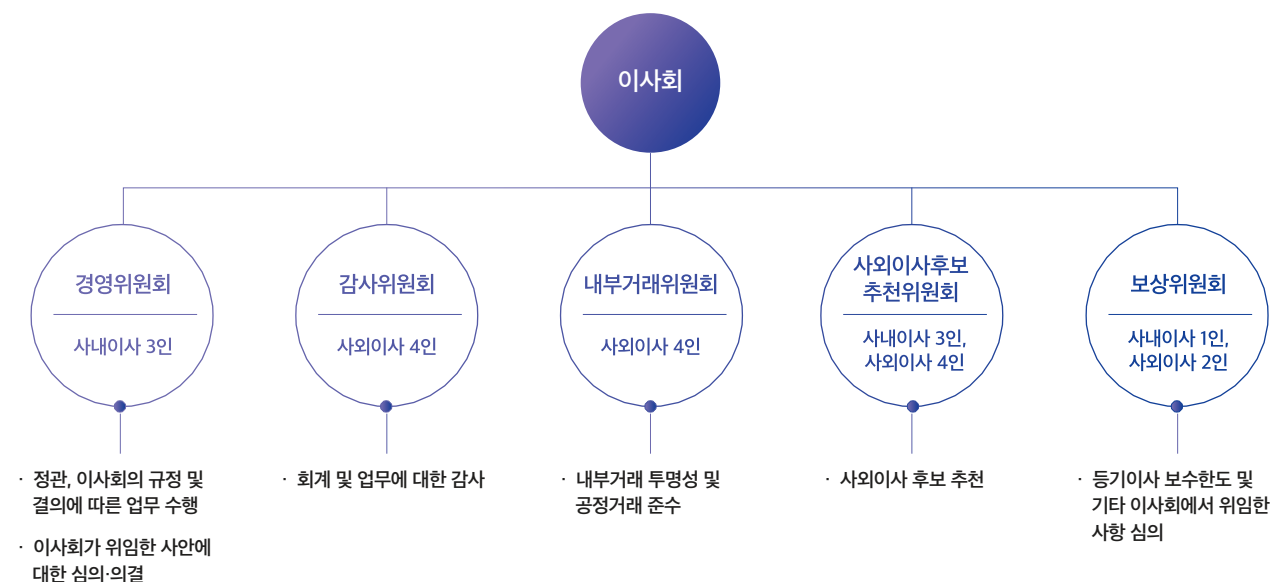 이사회
경영위원회
사내이사 3인
· 정관, 이사회의 규정 및
결의에 따른 업무 수행
· 이사회가 위임한 사안에
대한 심의·의결
감사위원회
사외이사 4인
· 회계 및 업무에 대한 감사
내부거래위원회
사외이사 4인
· 내부거래 투명성 및
공정거래 준수
사외이사후보
추천위원회
사내이사 3인,
사외이사 4인
· 사외이사 후보 추천
보상위원회
사내이사 1인,
사외이사 2인
· 등기이사 보수한도 및
기타 이사회에서 위임한
사항 심의